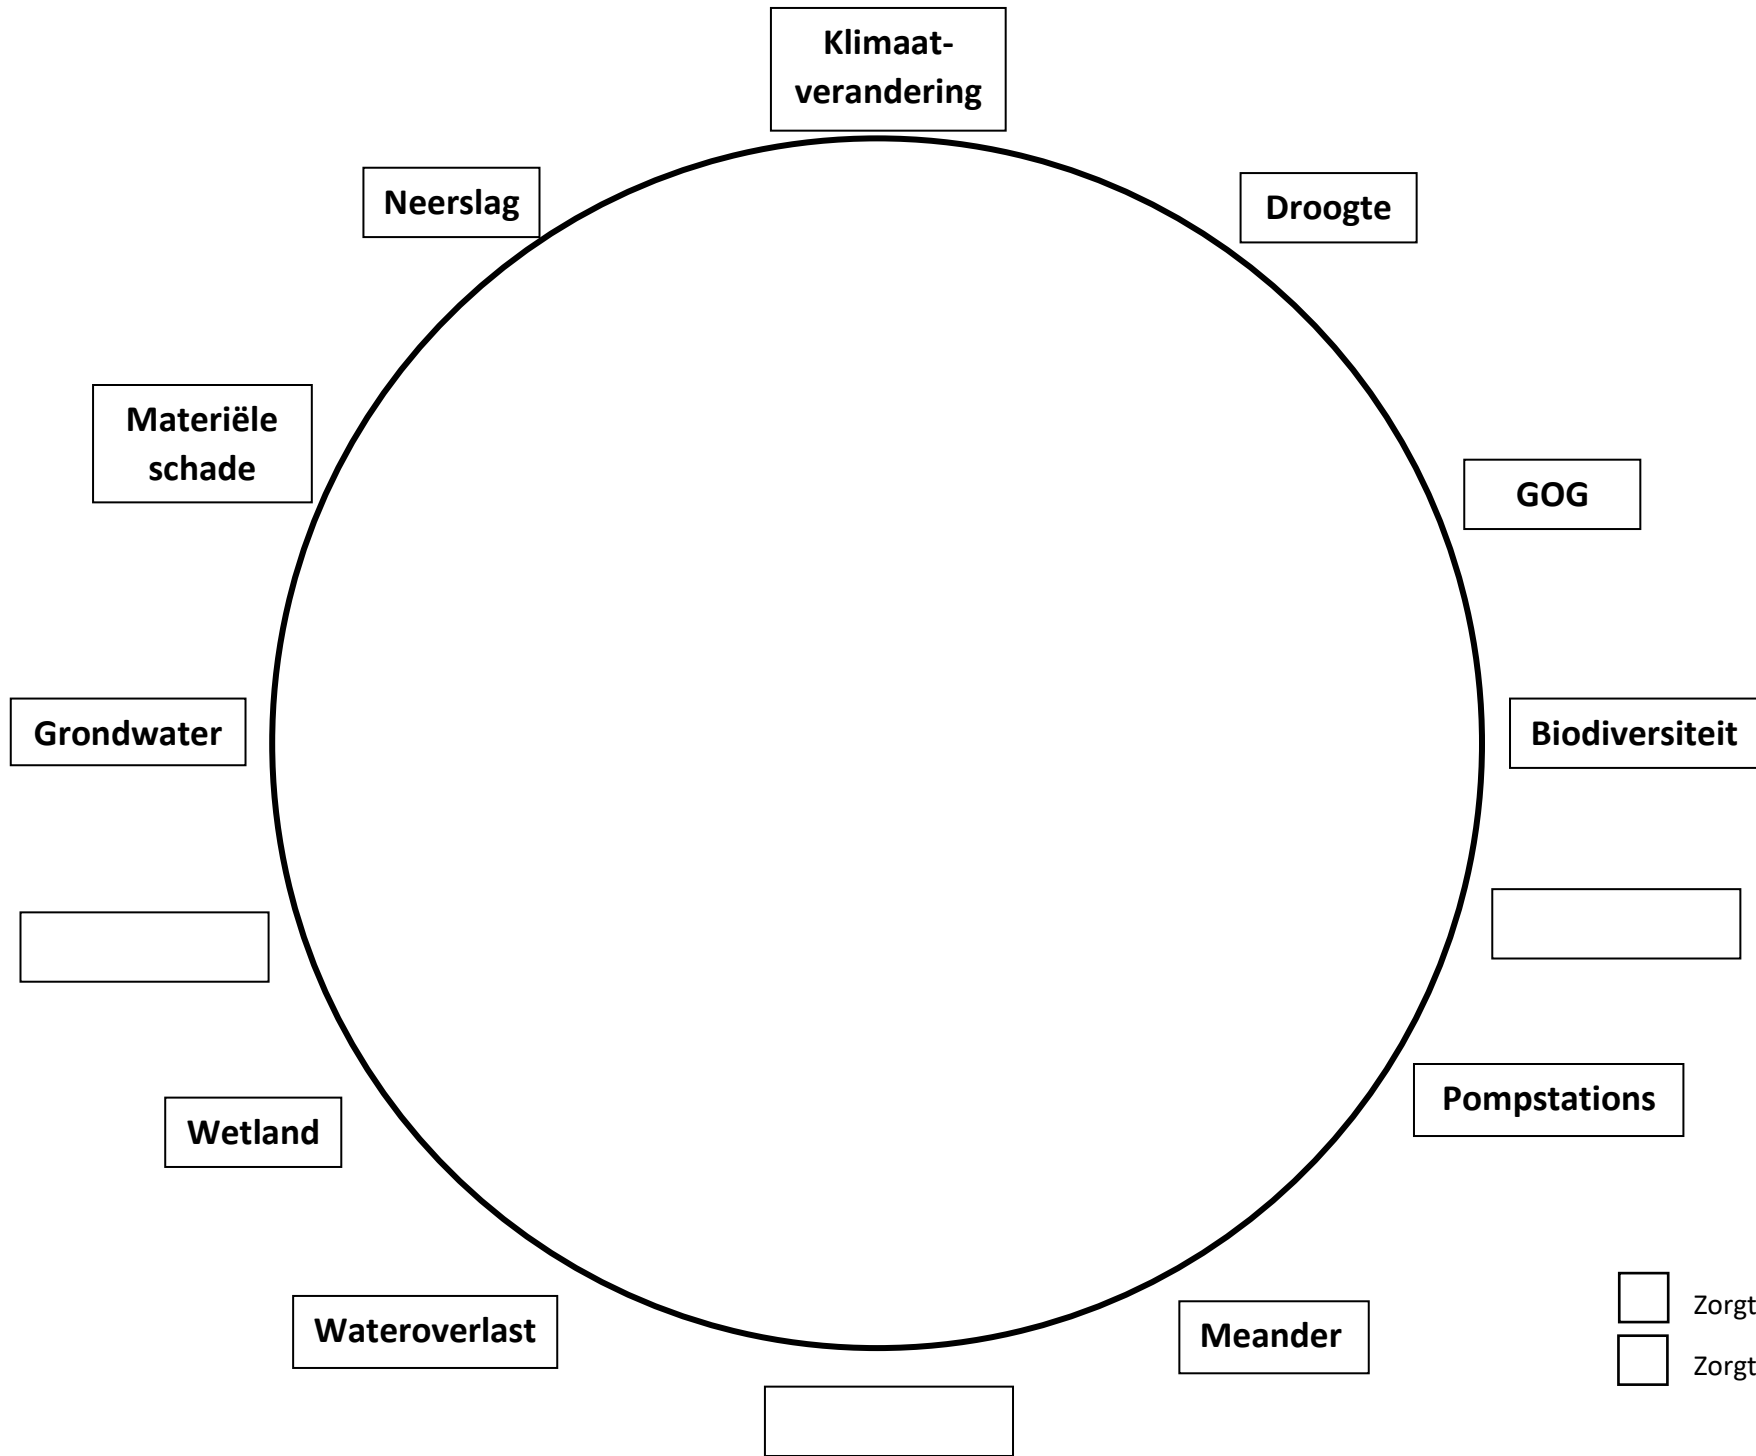 Klimaat-
verandering
Neerslag
Droogte
Materiële
schade
GOG
Grondwater
Biodiversiteit
Pompstations
Wetland
Zorgt
Wateroverlast
Meander
Zorgt